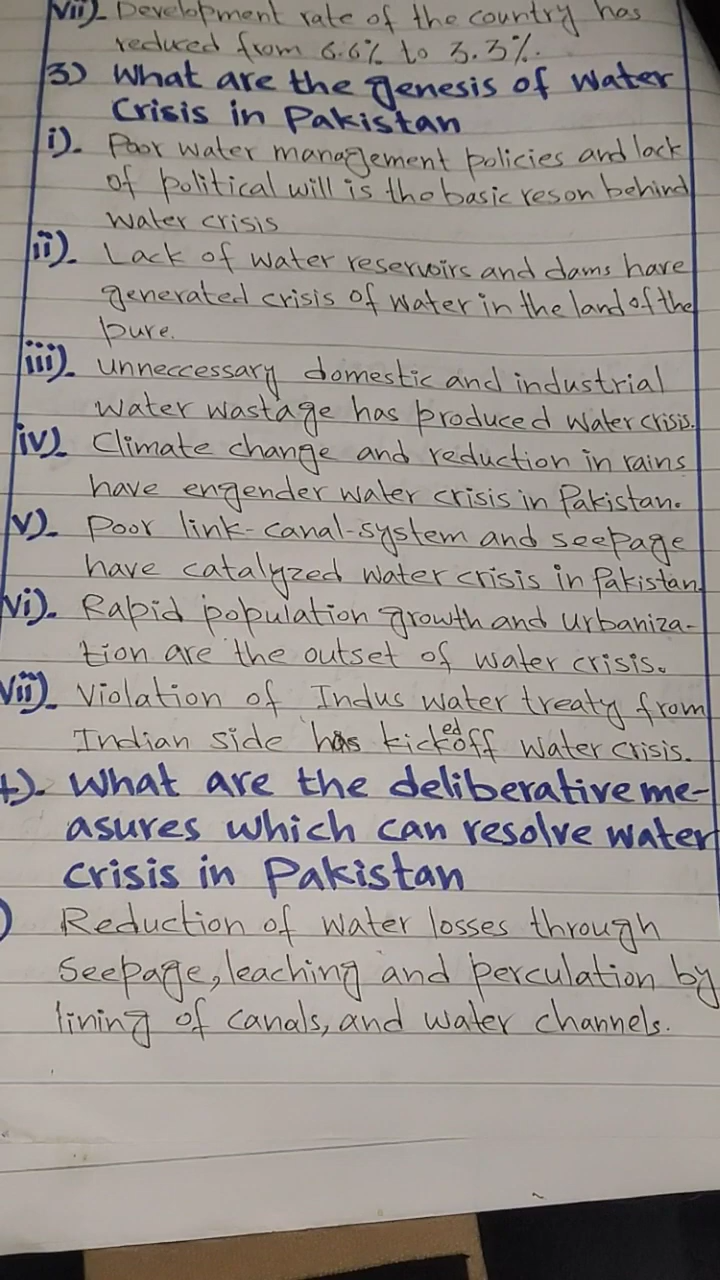 vii). Development rate of the country has
reduced from 6.6% to 3.3%.
3) What are the genesis of water
Crisis in Pakistan
i). Poor water management policies and lack
of political will is the basic reson behind
water crisis
ii). Lack of water reservoirs and dams have
generated crisis of water in the land of the
pure.
iii). unneccessary domestic and industrial
water wastage has produced water crisis.
iv). Climate change and reduction in rains
have engender water crisis in Pakistan.
v). Poor link-canal-system and seepage
have catalyzed water crisis in Pakistan.
vi). Rapid population growth and urbaniza-
tion are the outset of water crisis.
vii). Violation of Indus water treaty from
Indian side has kickedoff water crisis.
). What are the deliberative me-
asures which can resolve water
crisis in Pakistan
) Reduction of water losses through
seepage, leaching and perculation by
lining of canals, and water channels.